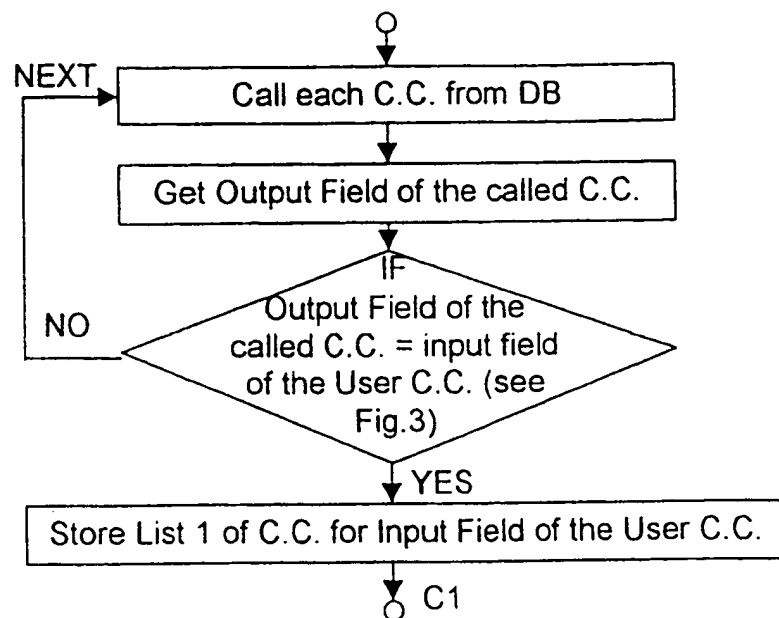 NEXT
Call each C.C. from DB
Get Output Field of the called C.C.
IF
Output Field of the
called C.C. = input field
of the User C.C. (see
Fig.3)
NO
YES
Store List 1 of C.C. for Input Field of the User C.C.
C1